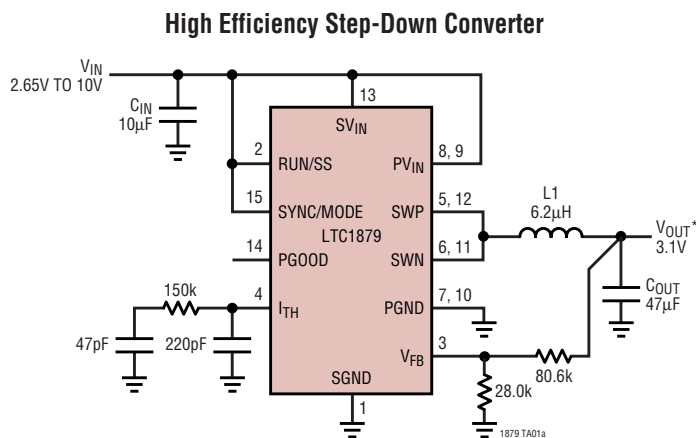 High Efficiency Step-Down Converter
VIN
2.65V TO 10V
CIN
10µF
13
SVIN
2
RUN/SS
PVIN
8, 9
15
SYNC/MODE
SWP
5, 12
L1
6.2µH
LTC1879
VOUT*
3.1V
14
PGOOD
SWN
6, 11
COUT
47µF
150k
4
ITH
PGND
7, 10
47pF
220pF
3
VFB
80.6k
28.0k
SGND
1
1879 TA01a